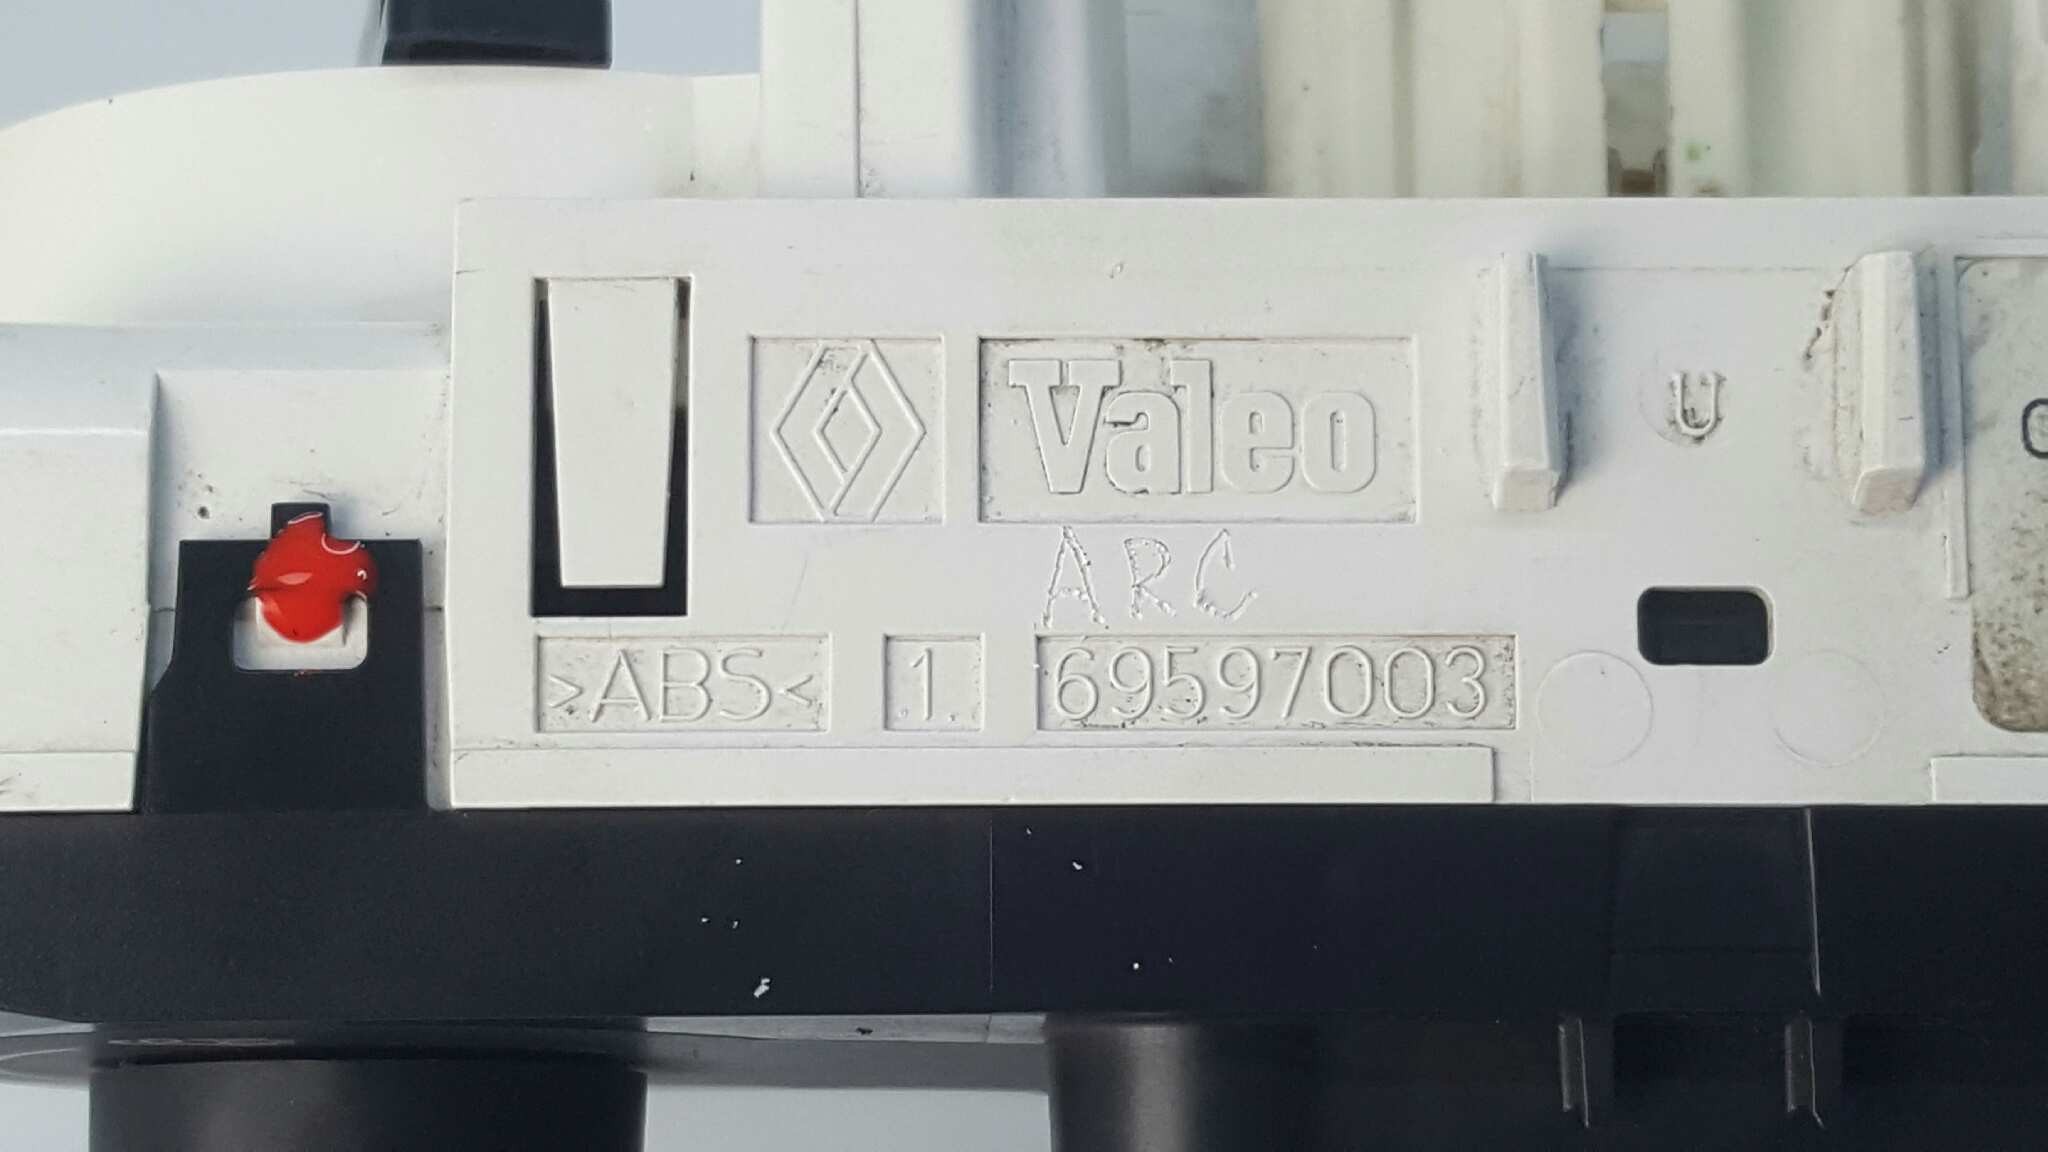 Valeo
U
ARC
>ABS<
1
69597003